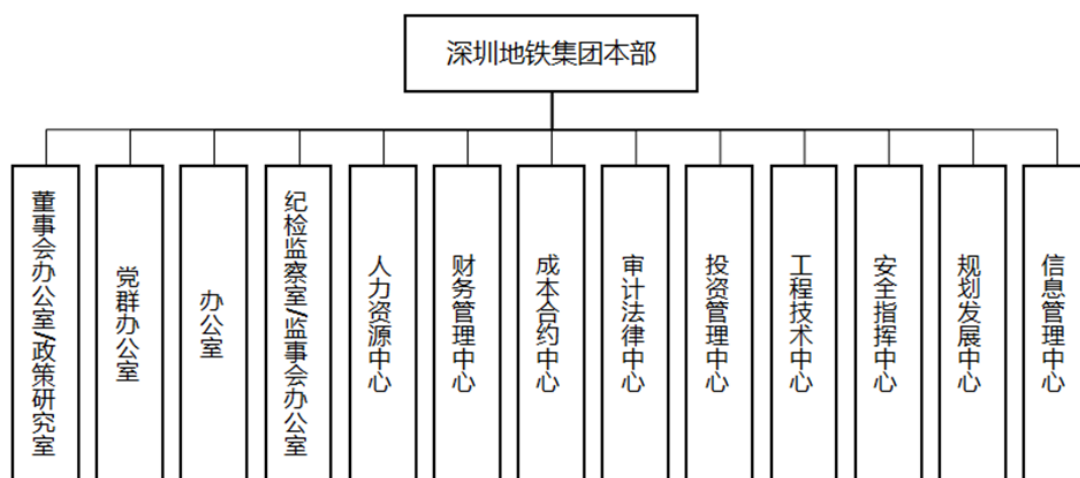 深圳地铁集团本部
董事会办公室/政策研究室
党群办公室
办公室
纪检监察室/监事会办公室
人力资源中心
财务管理中心
成本合约中心
审计法律中心
投资管理中心
工程技术中心
安全指挥中心
规划发展中心
信息管理中心